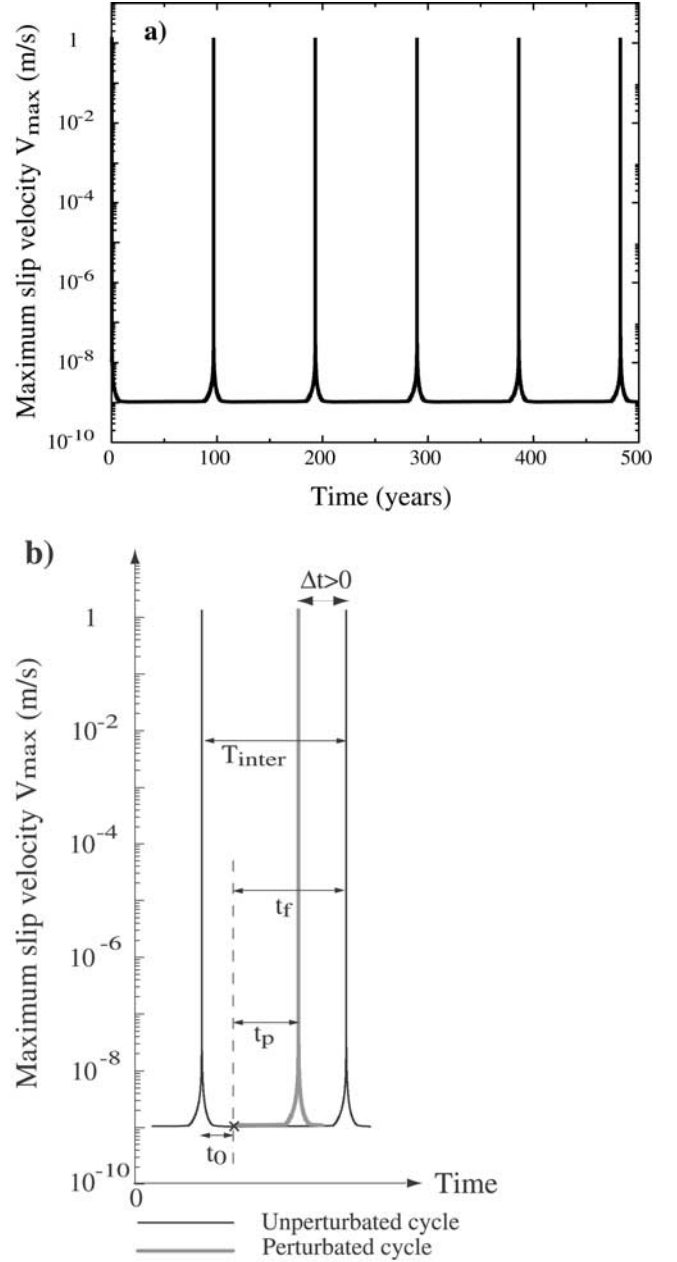 a)
Maximum slip velocity Vmax (m/s)
1
10-2
10-4
10-6
10-8
10-10
0 100 200 300 400 500
Time (years)
b)
Δt>0
Maximum slip velocity Vmax (m/s)
1
Tinter
10-2
10-4
tf
10-6
tp
10-8
to
10-10
0
Time
Unperturbated cycle
Perturbated cycle